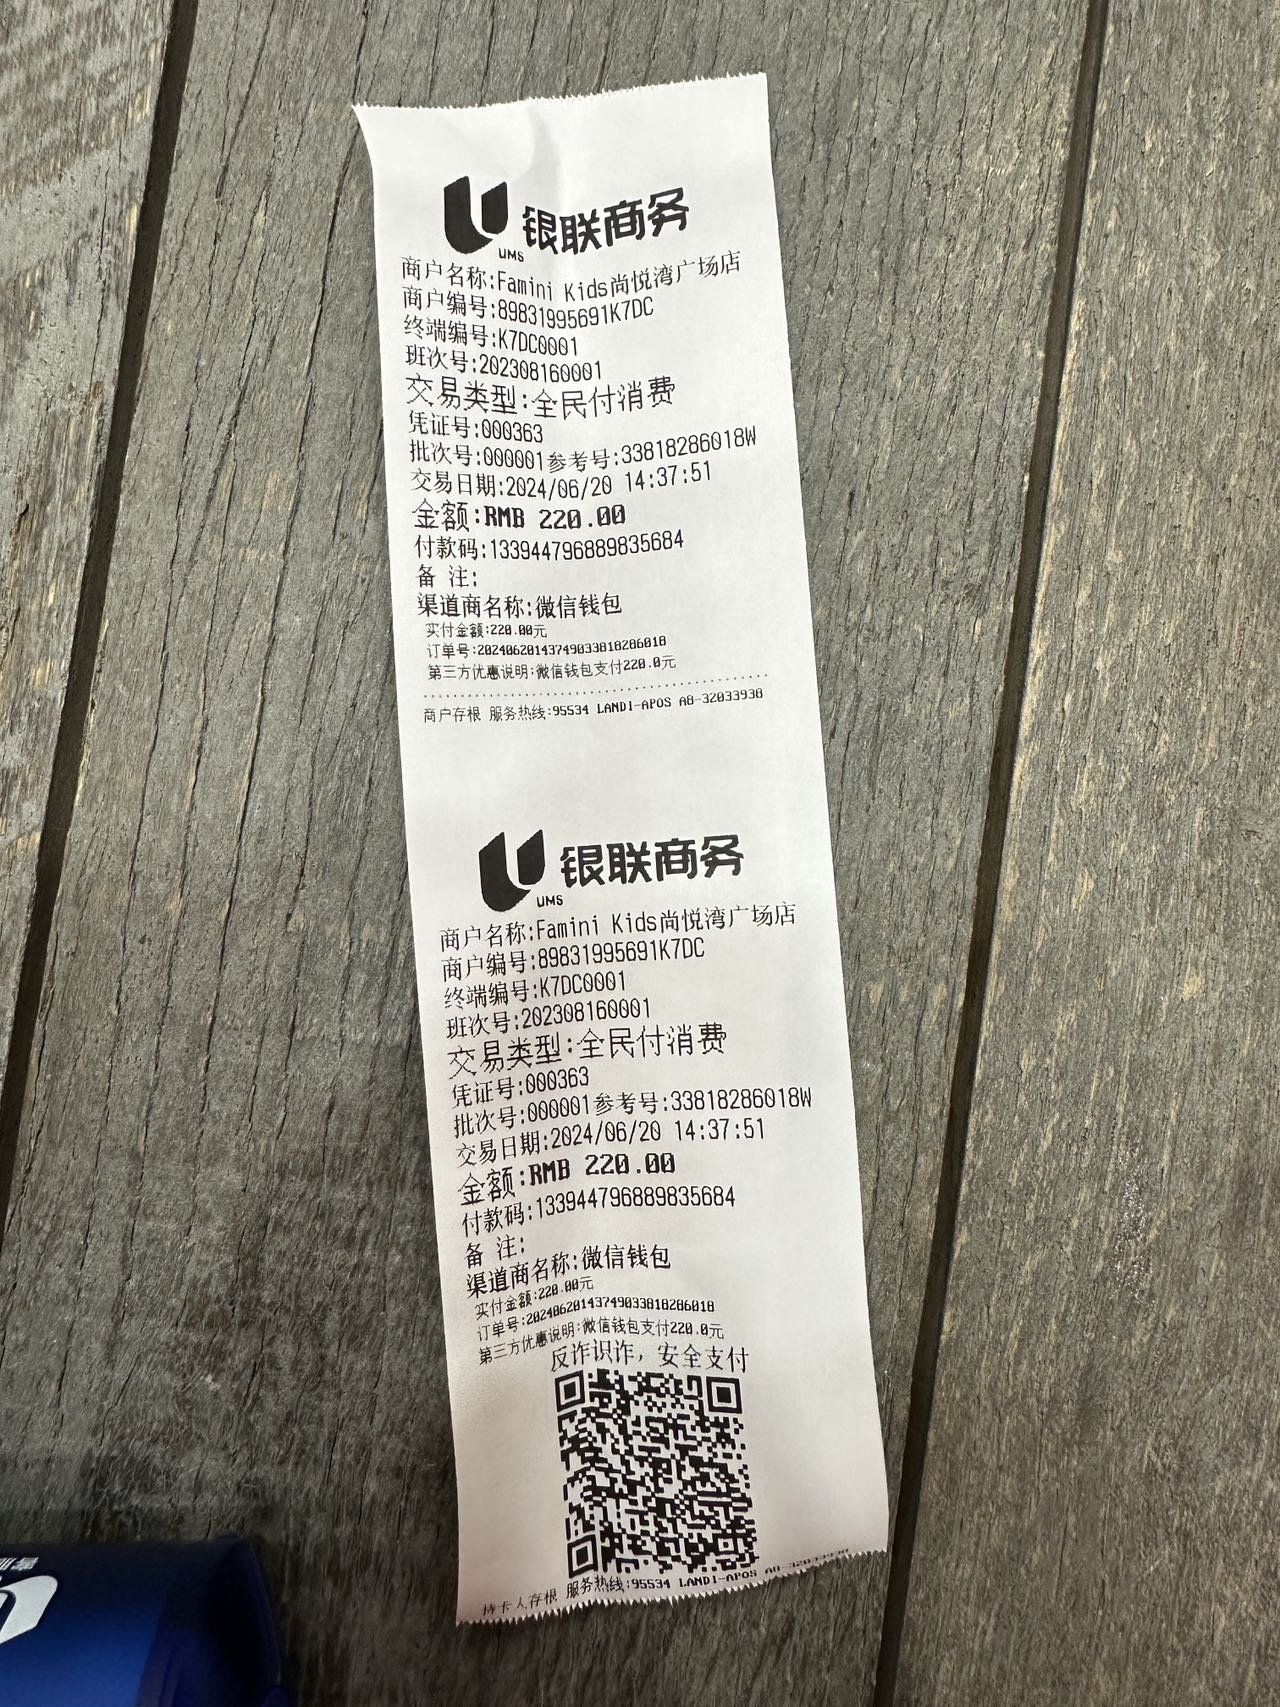 银联商务
UMS
商户名称:Famini Kids尚悦湾广场店
商户编号:89831995691K7DC
终端编号:K7DC0001
班次号:202308160001
交易类型:全民付消费
凭证号:000363
批次号:000001参考号:33818286018W
交易日期:2024/06/20 14:37:51
金额:RMB 220.00
付款码:133944796889835684
备 注:
渠道商名称:微信钱包
实付金额:220.00元
订单号:20240620143749033818286018
第三方优惠说明:微信钱包支付220.0元
商户存根 服务热线:95534 LANDI-APOS A8-32033938
银联商务
UMS
商户名称:Famini Kids尚悦湾广场店
商户编号:89831995691K7DC
终端编号:K7DC0001
班次号:202308160001
交易类型:全民付消费
凭证号:000363
批次号:000001参考号:33818286018W
交易日期:2024/06/20 14:37:51
金额:RMB 220.00
付款码:133944796889835684
备 注:
渠道商名称:微信钱包
实付金额:220.00元
订单号:20240620143749033818286018
第三方优惠说明:微信钱包支付220.0元
反诈识诈，安全支付
持卡人存根 服务热线:95534 LANDI-APOS A8-32033938